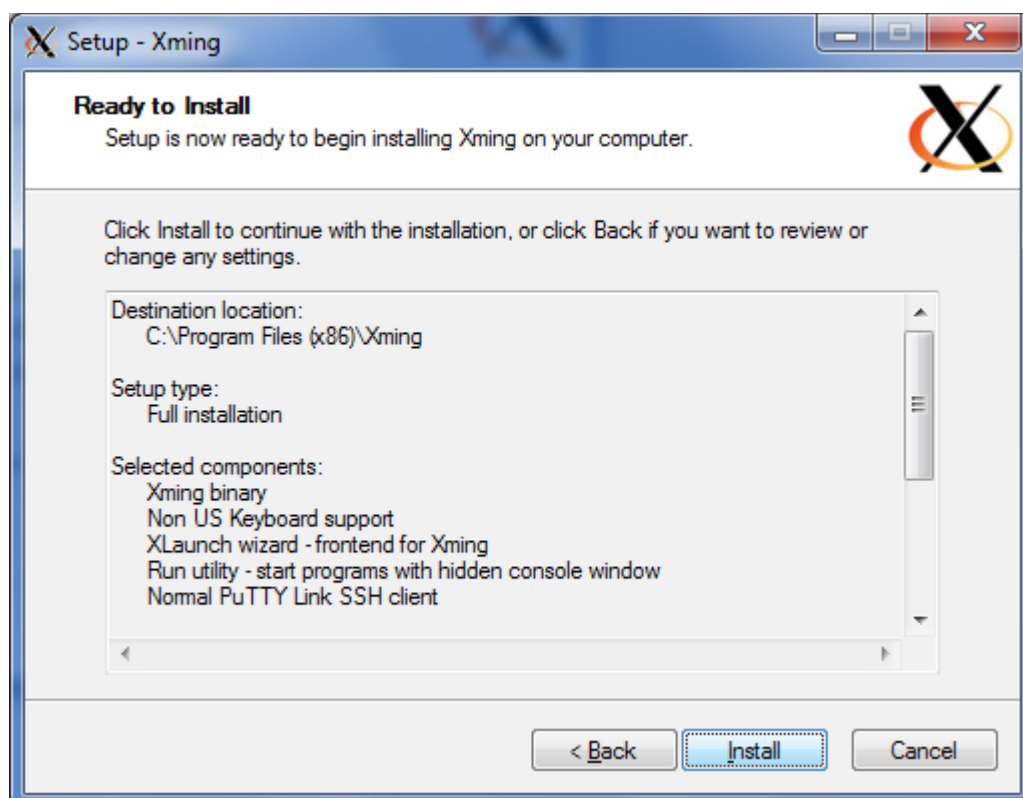 Setup - Xming
Ready to Install
Setup is now ready to begin installing Xming on your computer.
Click Install to continue with the installation, or click Back if you want to review or
change any settings.
Destination location:
C:\Program Files (x86)\Xming
Setup type:
Full installation
Selected components:
Xming binary
Non US Keyboard support
XLaunch wizard - frontend for Xming
Run utility - start programs with hidden console window
Normal PuTTY Link SSH client
< Back
Install
Cancel